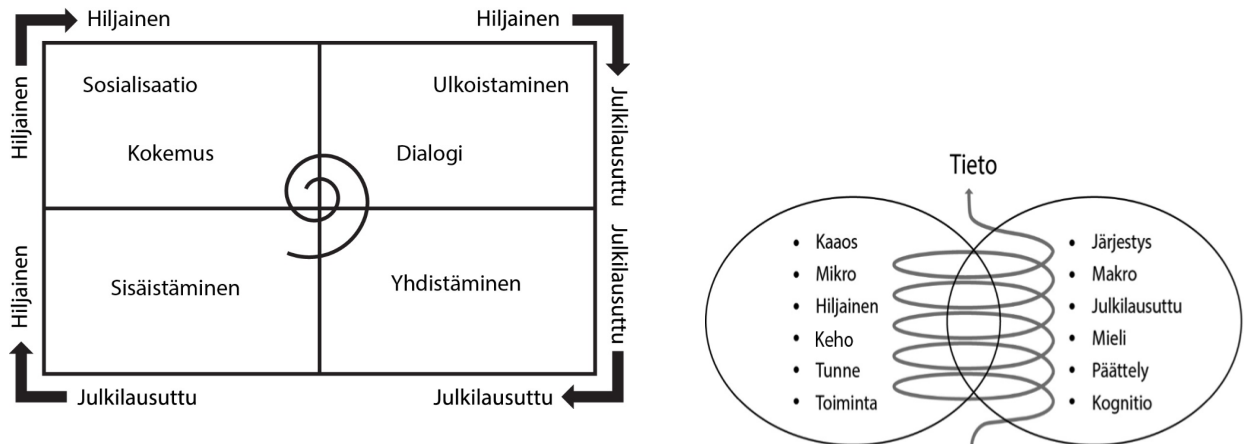 Hiljainen
Hiljainen
Hiljainen
Julkilausuttu
Sosialisaatio
Ulkoistaminen
Kokemus
Dialogi
Hiljainen
Julkilausuttu
Sisäistäminen
Yhdistäminen
Julkilausuttu
Julkilausuttu
Tieto
• Kaaos
• Mikro
• Hiljainen
• Keho
• Tunne
• Toiminta
• Järjestys
• Makro
• Julkilausuttu
• Mieli
• Päättely
• Kognitio